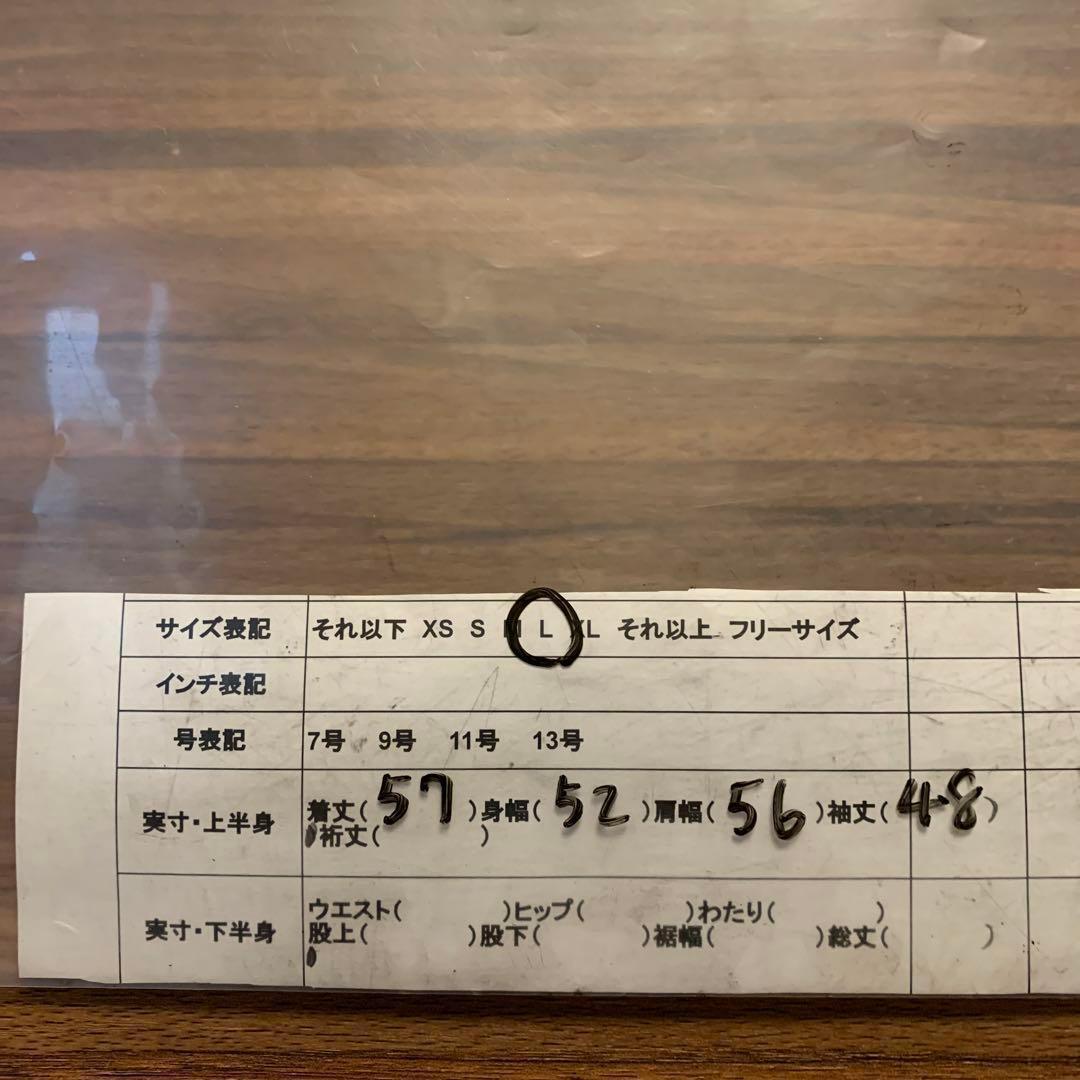 サイズ表記 それ以下 XS S M L XL それ以上 フリーサイズ
インチ表記
号表記 7号 9号 11号 13号
実寸・上半身 着丈(57)身幅(52)肩幅(56)袖丈(48)
裄丈( )
実寸・下半身 ウエスト( )ヒップ( )わたり( )
股上( )股下( )裾幅( )総丈( )